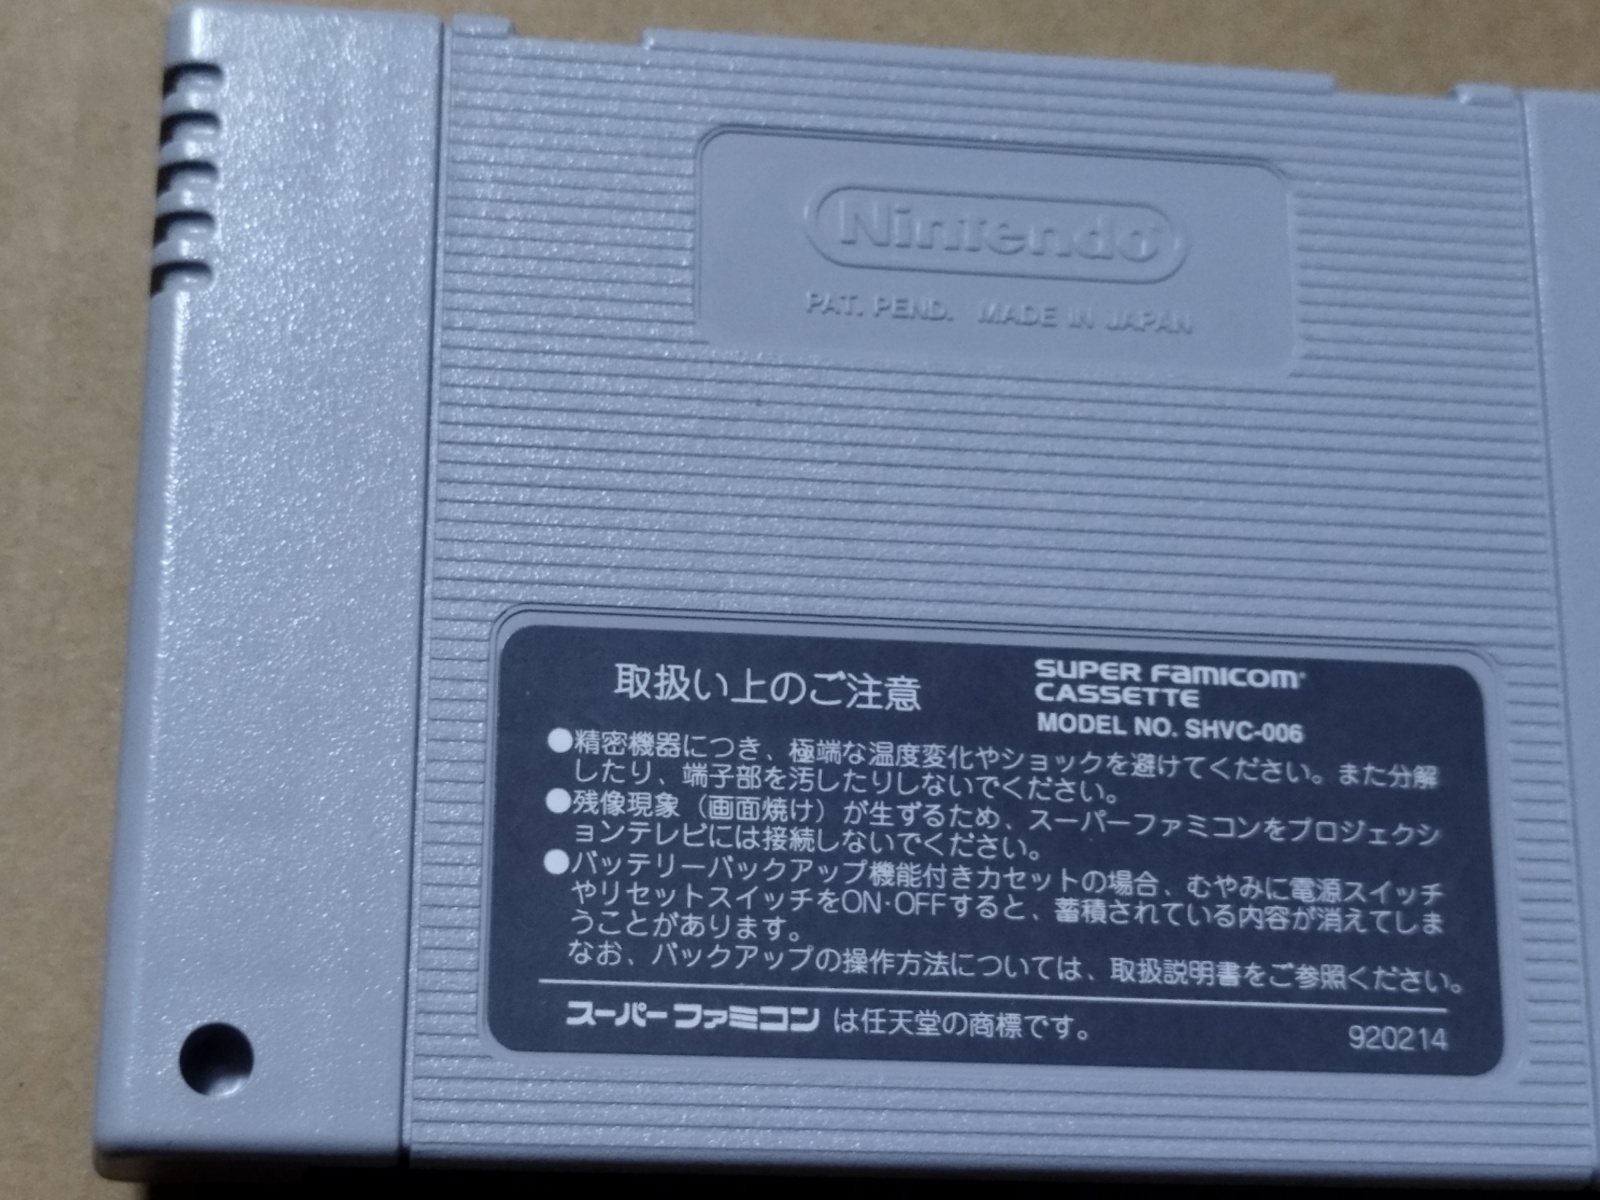 Nintendo
PAT. PEND. MADE IN JAPAN
取扱い上のご注意
SUPER FAMICOM
CASSETTE
MODEL NO. SHVC-006
●精密機器につき、極端な温度変化やショックを避けてください。また分解
したり、端子部を汚したりしないでください。
●残像現象（画面焼け）が生ずるため、スーパーファミコンをプロジェクシ
ョンテレビには接続しないでください。
●バッテリーバックアップ機能付きカセットの場合、むやみに電源スイッチ
やリセットスイッチをON·OFFすると、蓄積されている内容が消えてしま
うことがあります。
なお、バックアップの操作方法については、取扱説明書をご参照ください。
スーパーファミコン は任天堂の商標です。
920214